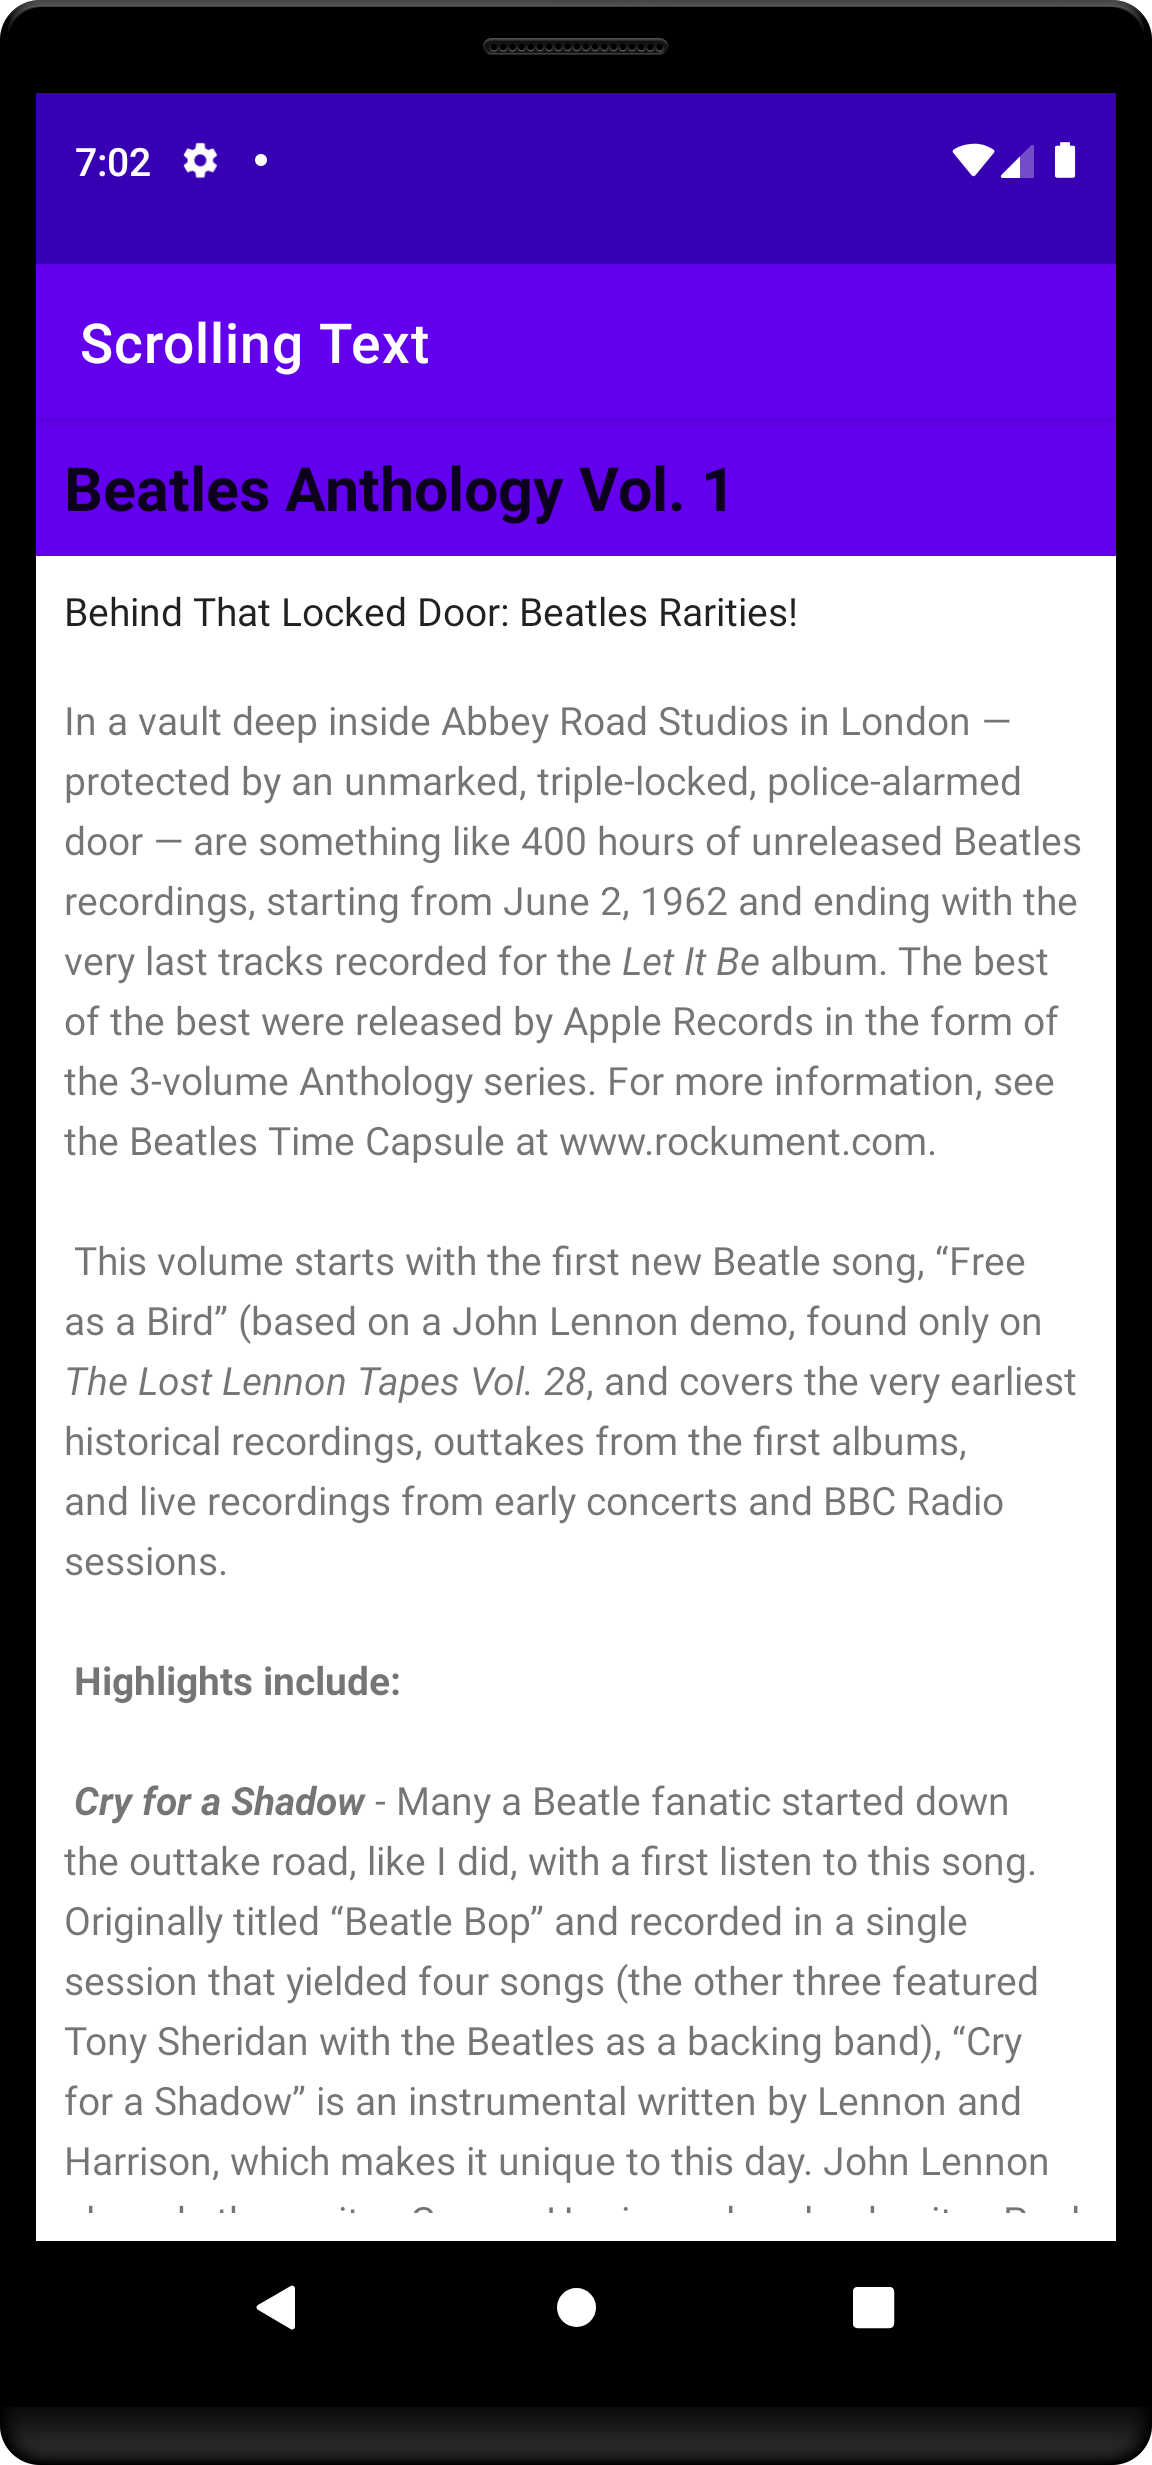 7:02
Scrolling Text
Beatles Anthology Vol. 1
Behind That Locked Door: Beatles Rarities!
In a vault deep inside Abbey Road Studios in London —
protected by an unmarked, triple-locked, police-alarmed
door — are something like 400 hours of unreleased Beatles
recordings, starting from June 2, 1962 and ending with the
very last tracks recorded for the Let It Be album. The best
of the best were released by Apple Records in the form of
the 3-volume Anthology series. For more information, see
the Beatles Time Capsule at www.rockument.com.
This volume starts with the first new Beatle song, “Free
as a Bird” (based on a John Lennon demo, found only on
The Lost Lennon Tapes Vol. 28, and covers the very earliest
historical recordings, outtakes from the first albums,
and live recordings from early concerts and BBC Radio
sessions.
Highlights include:
Cry for a Shadow - Many a Beatle fanatic started down
the outtake road, like I did, with a first listen to this song.
Originally titled “Beatle Bop” and recorded in a single
session that yielded four songs (the other three featured
Tony Sheridan with the Beatles as a backing band), “Cry
for a Shadow” is an instrumental written by Lennon and
Harrison, which makes it unique to this day. John Lennon